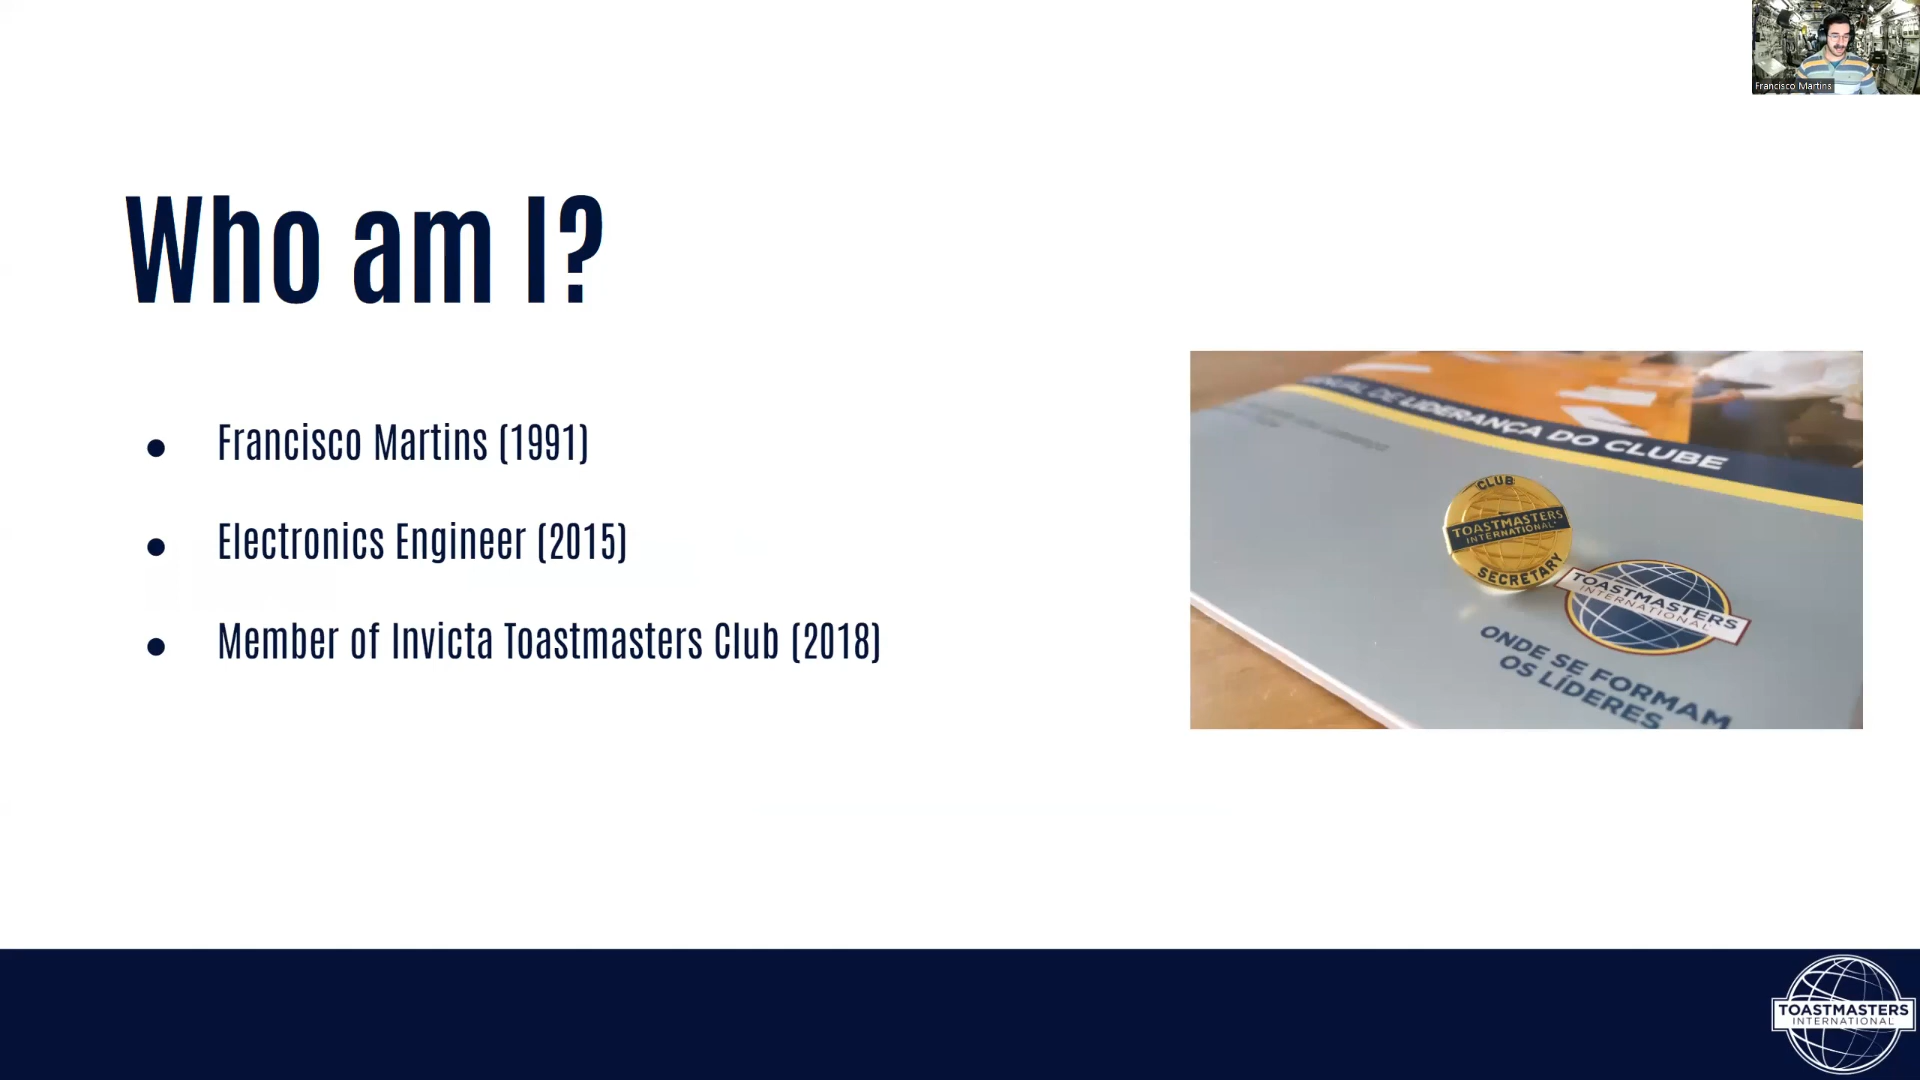 Francisco Martins
Who am I?
● Francisco Martins (1991)
● Electronics Engineer (2015)
● Member of Invicta Toastmasters Club (2018)
DE LIDERANÇA DO CLUBE
CLUB
TOASTMASTERS
INTERNATIONAL
SECRETARY
TOASTMASTERS
INTERNATIONAL
ONDE SE FORMAM
OS LÍDERES
TOASTMASTERS
INTERNATIONAL